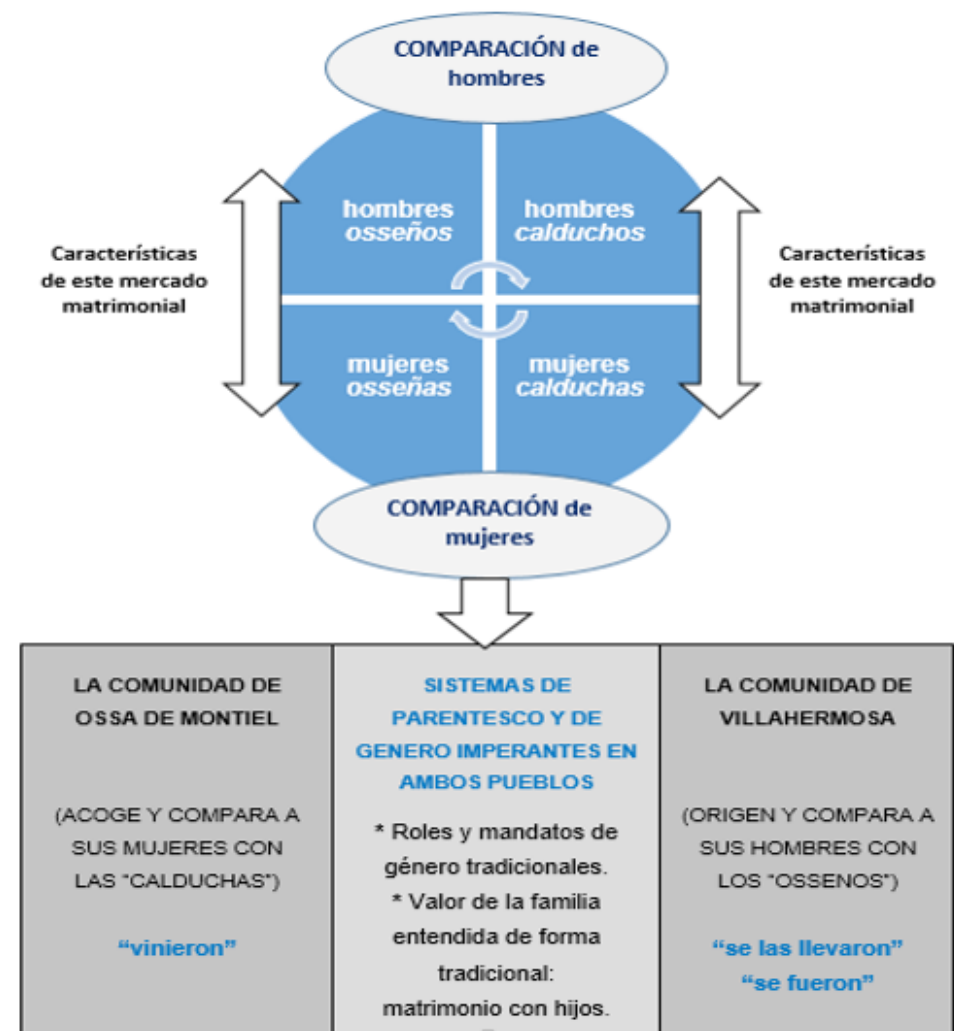 COMPARACIÓN de
hombres
hombres
osseños
hombres
calduchos
Características
de este mercado
matrimonial
Características
de este mercado
matrimonial
mujeres
osseñas
mujeres
calduchas
COMPARACIÓN de
mujeres
LA COMUNIDAD DE
OSSA DE MONTIEL
(ACOGE Y COMPARA A
SUS MUJERES CON
LAS "CALDUCHAS")
“vinieron”
SISTEMAS DE
PARENTESCO Y DE
GENERO IMPERANTES EN
AMBOS PUEBLOS
* Roles y mandatos de
género tradicionales.
* Valor de la familia
entendida de forma
tradicional:
matrimonio con hijos.
LA COMUNIDAD DE
VILLAHERMOSA
(ORIGEN Y COMPARA A
SUS HOMBRES CON
LOS "OSSENOS")
“se las llevaron”
“se fueron”